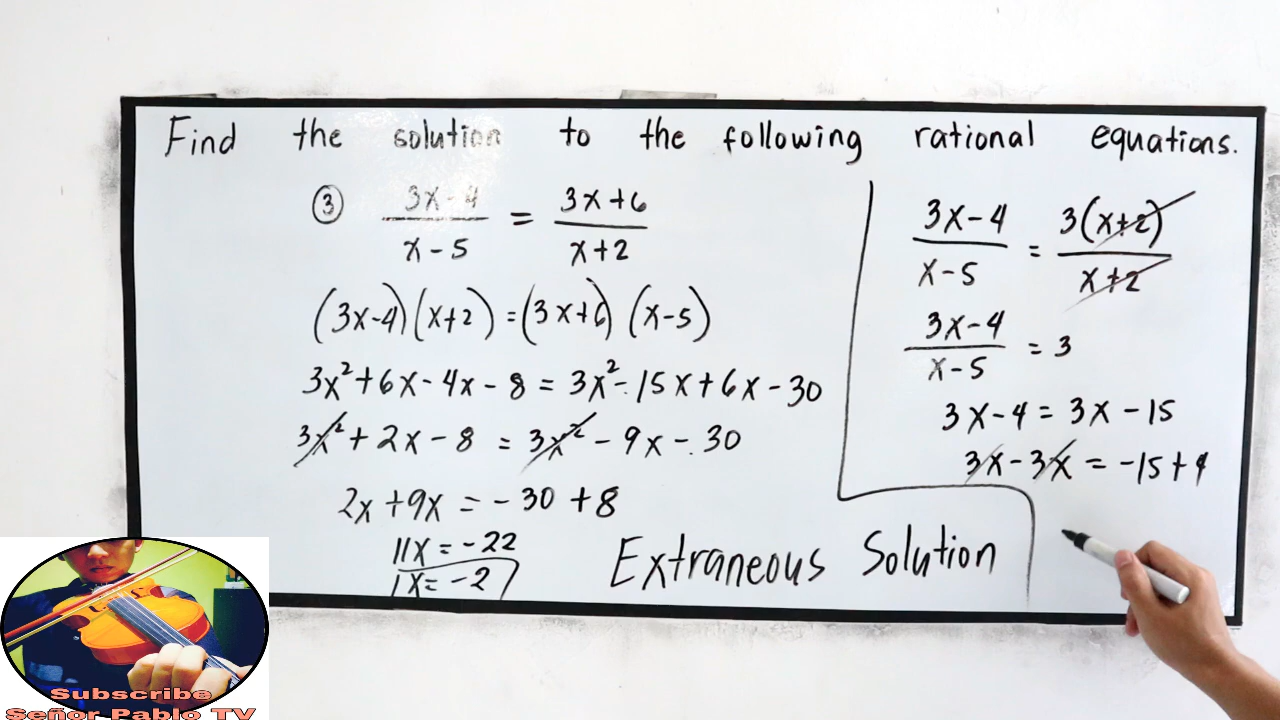 Find the solution to the following rational equations.
③ (3x-4)/(x-5) = (3x+6)/(x+2)
(3x-4)(x+2) = (3x+6)(x-5)
3x²+6x-4x-8 = 3x²-15x+6x-30
3x²+2x-8 = 3x²-9x-30
2x+9x = -30+8
11x = -22
x = -2
Extraneous Solution
(3x-4)/(x-5) = 3(x+2)/(x+2)
(3x-4)/(x-5) = 3
3x-4 = 3x-15
3x-3x = -15+4
Subscribe
Señor Pablo TV